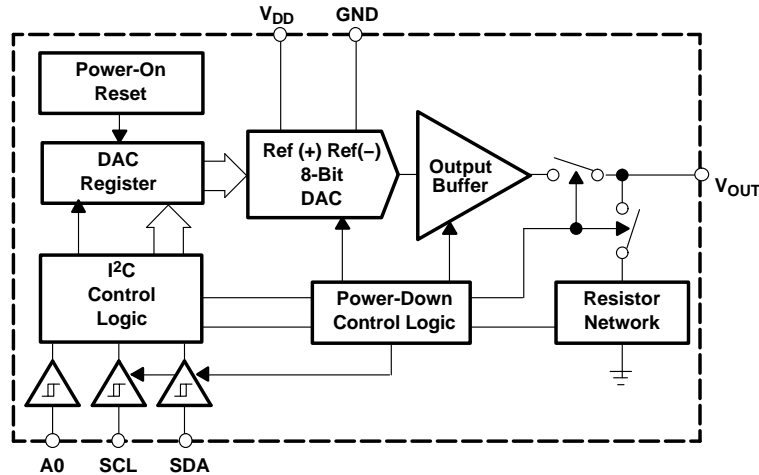 VDD GND
Power-On
Reset
DAC
Register
Ref (+) Ref(−)
8-Bit
DAC
Output
Buffer
VOUT
I²C
Control
Logic
Power-Down
Control Logic
Resistor
Network
A0 SCL SDA